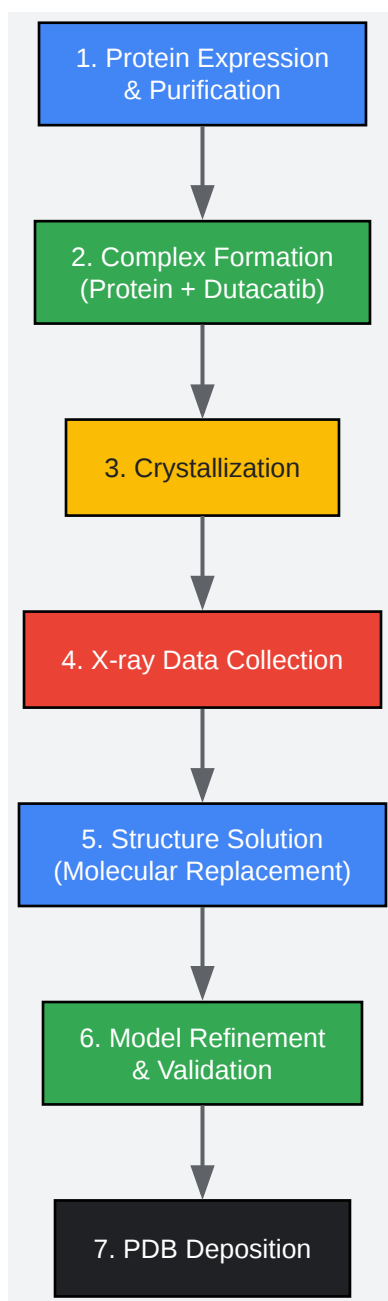 1. Protein Expression
& Purification
2. Complex Formation
(Protein + Dutacatib)
3. Crystallization
4. X-ray Data Collection
5. Structure Solution
(Molecular Replacement)
6. Model Refinement
& Validation
7. PDB Deposition